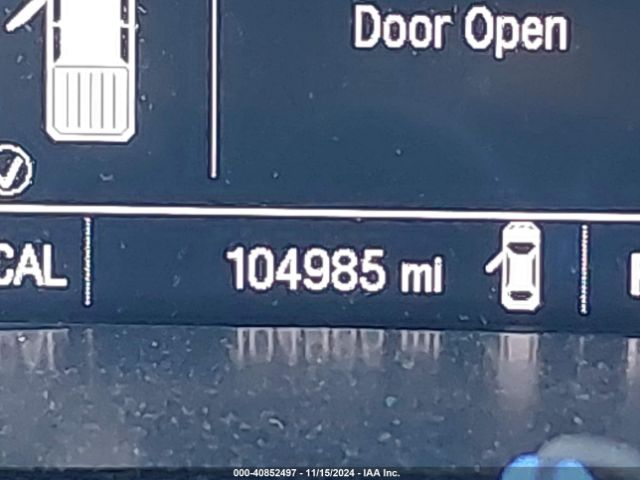 Door Open
CAL
104985 mi
000-40852497 - 11/15/2024 - IAA Inc.